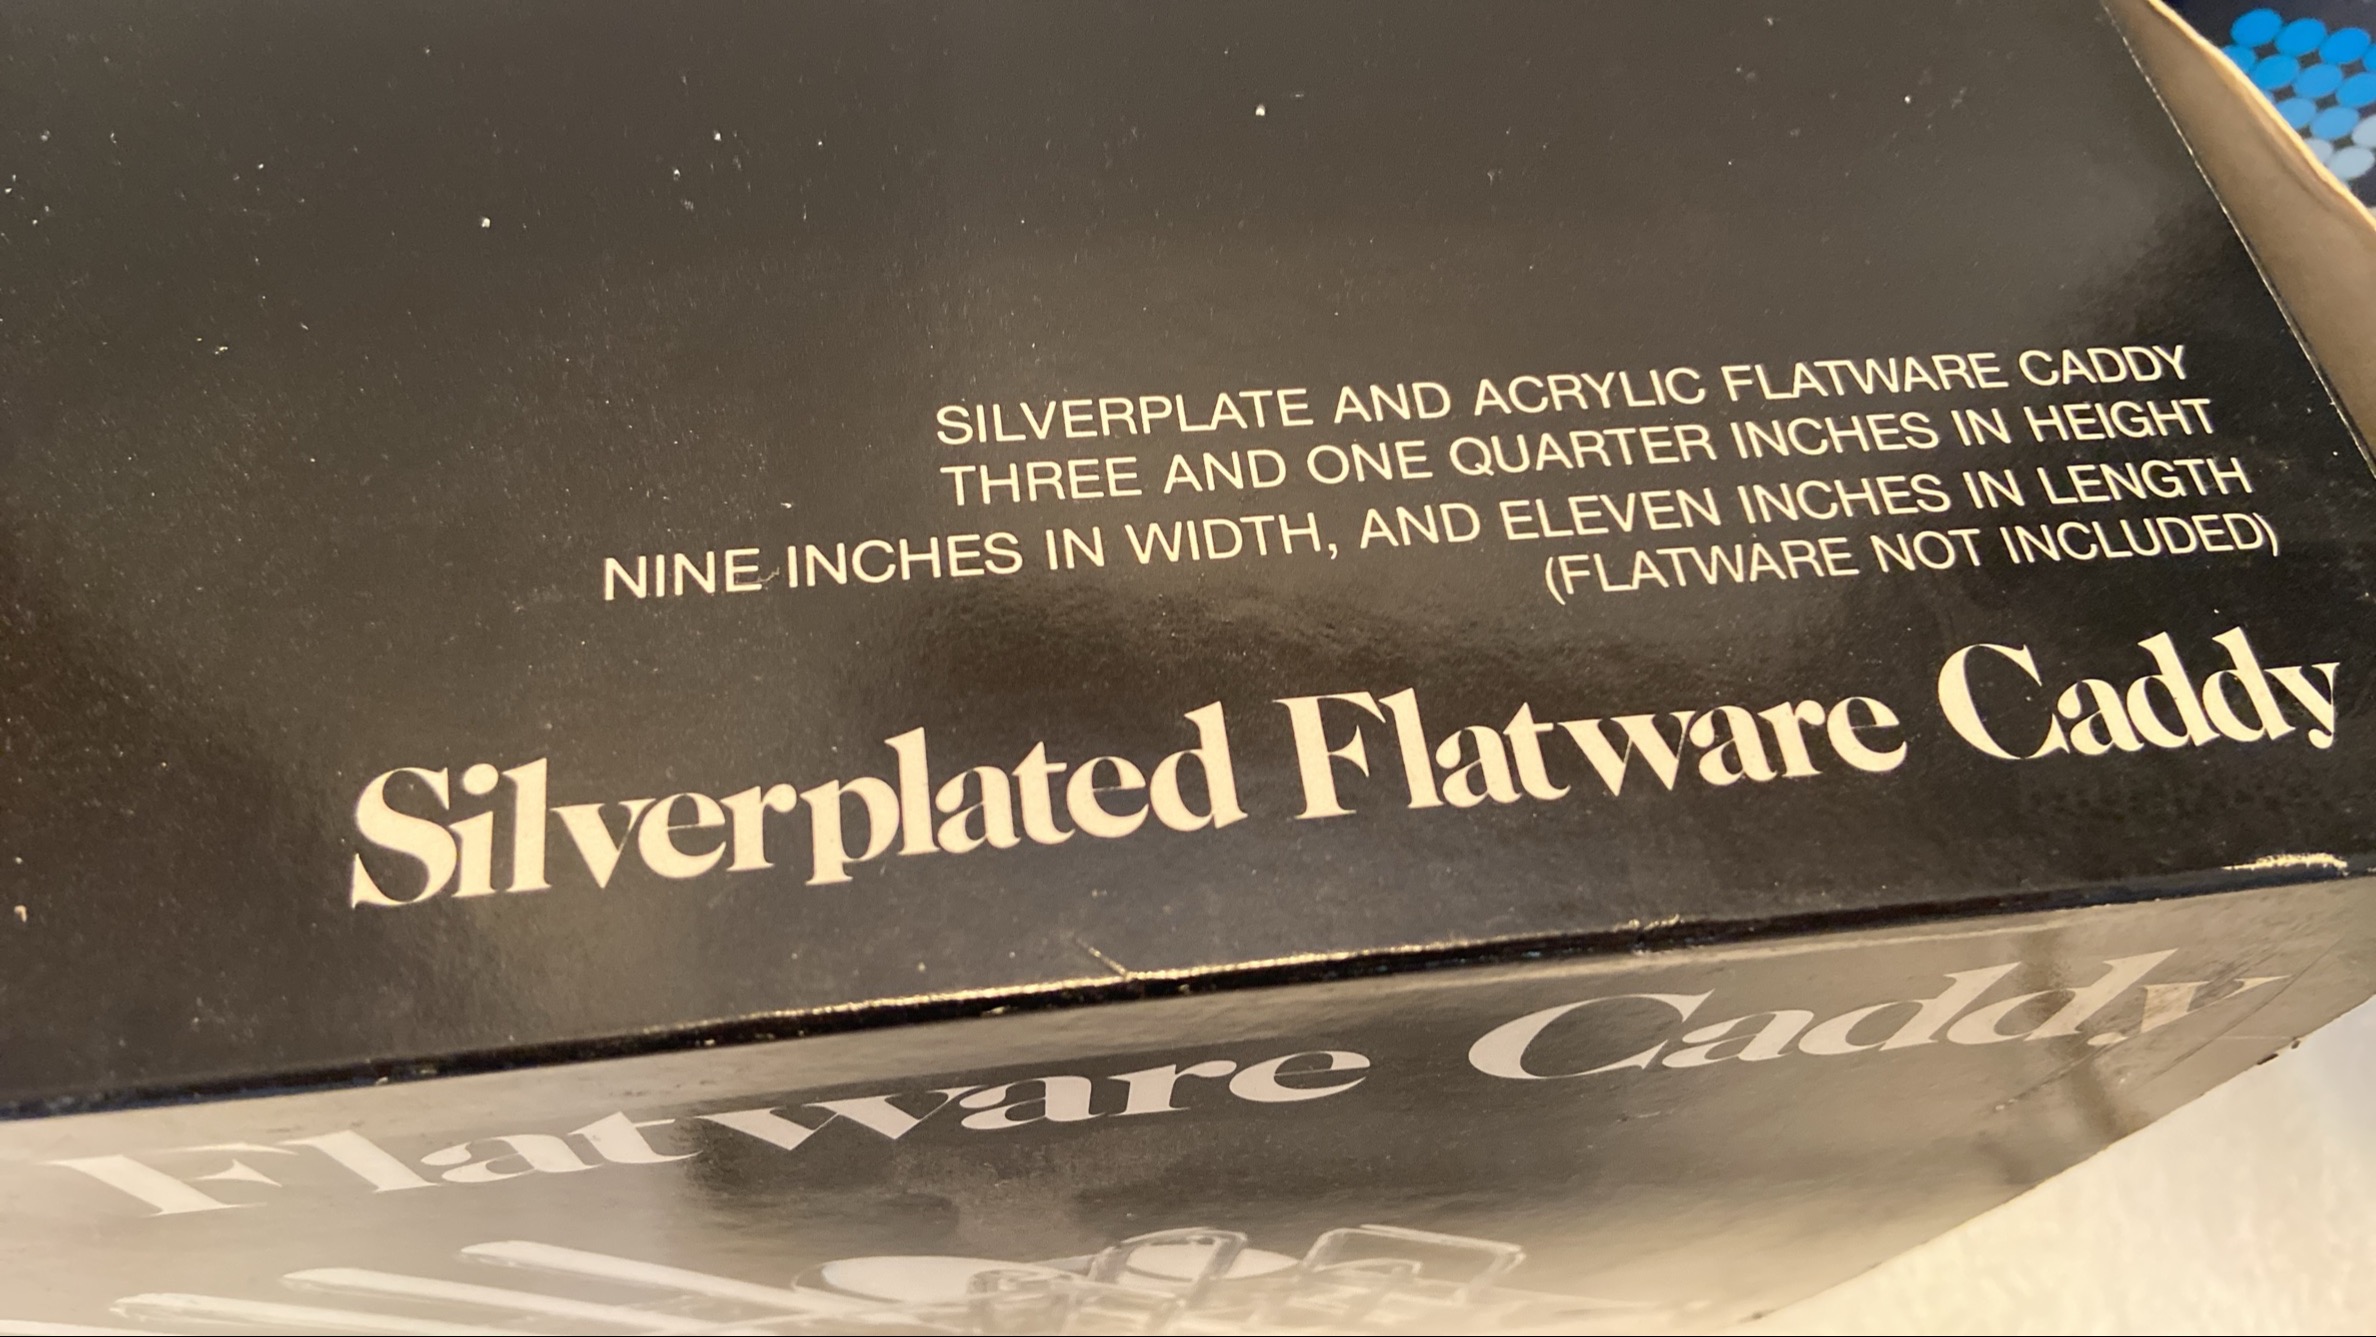 SILVERPLATE AND ACRYLIC FLATWARE CADDY
THREE AND ONE QUARTER INCHES IN HEIGHT
NINE INCHES IN WIDTH, AND ELEVEN INCHES IN LENGTH
(FLATWARE NOT INCLUDED)
Silverplated Flatware Caddy
Flatware Caddy